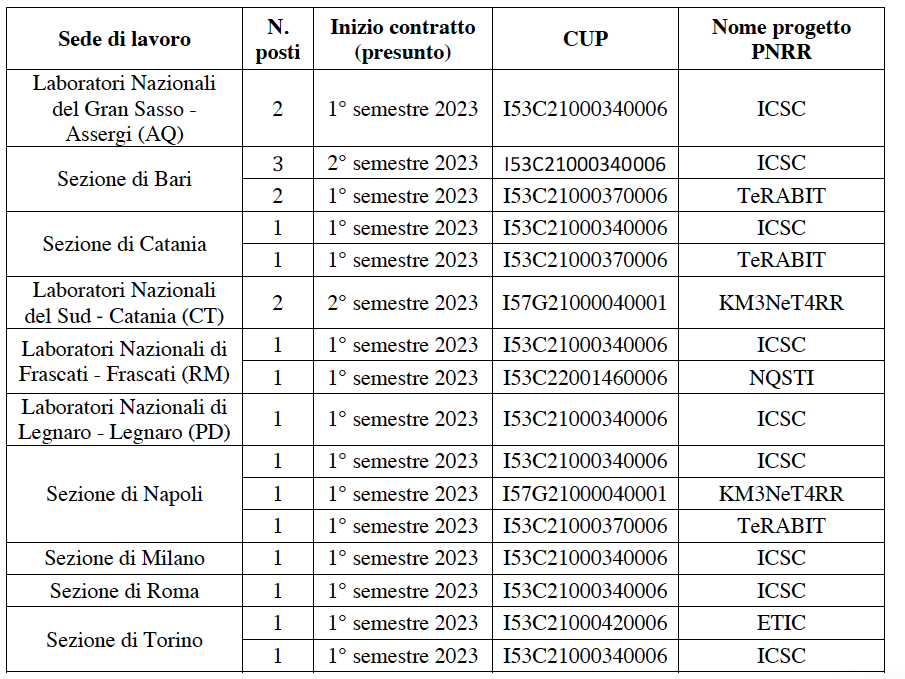 Sede di lavoro
N.
posti
Inizio contratto
(presunto)
CUP
Nome progetto
PNRR
Laboratori Nazionali
del Gran Sasso -
Assergi (AQ)
2
1° semestre 2023
I53C21000340006
ICSC
Sezione di Bari
3
2° semestre 2023
I53C21000340006
ICSC
2
1° semestre 2023
I53C21000370006
TeRABIT
Sezione di Catania
1
1° semestre 2023
I53C21000340006
ICSC
1
1° semestre 2023
I53C21000370006
TeRABIT
Laboratori Nazionali
del Sud - Catania (CT)
2
2° semestre 2023
I57G21000040001
KM3NeT4RR
Laboratori Nazionali di
Frascati - Frascati (RM)
1
1° semestre 2023
I53C21000340006
ICSC
1
1° semestre 2023
I53C22001460006
NQSTI
Laboratori Nazionali di
Legnaro - Legnaro (PD)
1
1° semestre 2023
I53C21000340006
ICSC
Sezione di Napoli
1
1° semestre 2023
I53C21000340006
ICSC
1
1° semestre 2023
I57G21000040001
KM3NeT4RR
1
1° semestre 2023
I53C21000370006
TeRABIT
Sezione di Milano
1
1° semestre 2023
I53C21000340006
ICSC
Sezione di Roma
1
1° semestre 2023
I53C21000340006
ICSC
Sezione di Torino
1
1° semestre 2023
I53C21000420006
ETIC
1
1° semestre 2023
I53C21000340006
ICSC